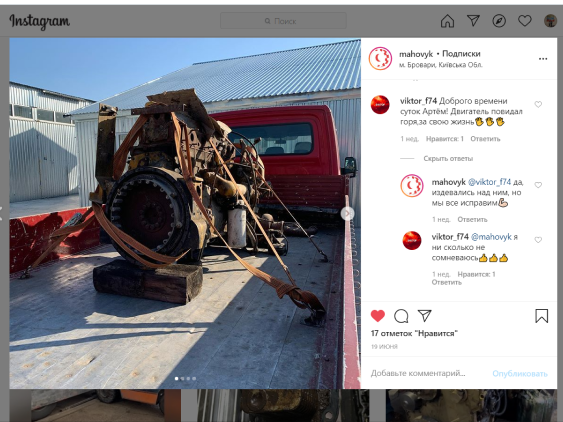 Instagram
Поиск
mahovyk • Подписки
м. Бровари, Київська Обл.
viktor_f74 Доброго времени
суток Артём! Двигатель повидал
горя,за свою жизнь✋✋✋
1 нед. Нравится: 1 Ответить
Скрыть ответы
mahovyk @viktor_f74 да,
издевались над ним, но
мы все исправим💪
1 нед. Ответить
viktor_f74 @mahovyk я
ни сколько не
сомневаюсь👍👍👍
1 нед. Нравится: 1
Ответить
17 отметок "Нравится"
19 ИЮНЯ
Добавьте комментарий...
Опубликовать